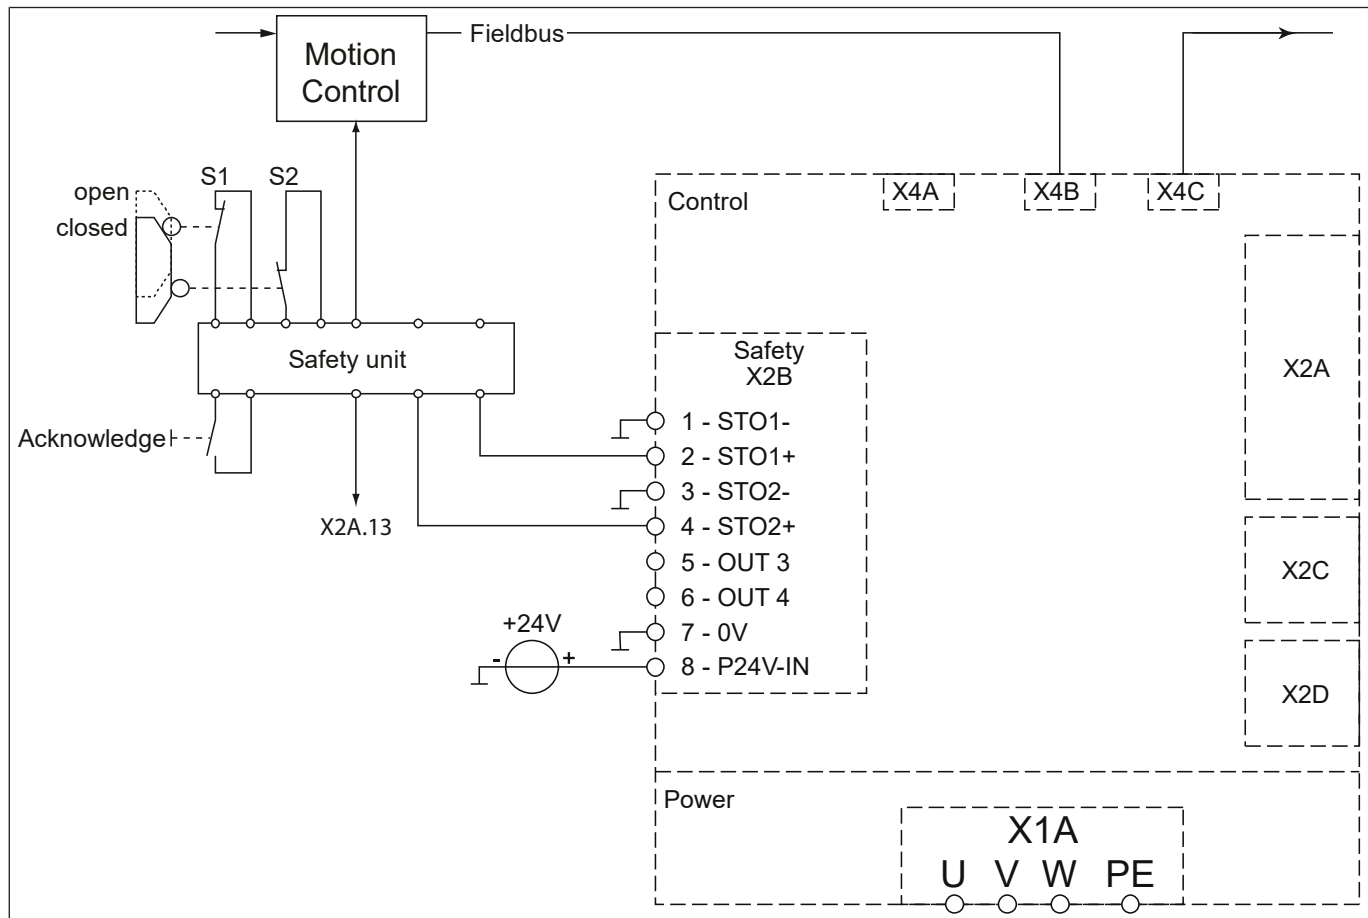 Motion
Control
Fieldbus
S1
S2
open
closed
Safety unit
Acknowledge
X2A.13
Control
X4A
X4B
X4C
Safety
X2B
1 - STO1-
2 - STO1+
3 - STO2-
4 - STO2+
5 - OUT 3
6 - OUT 4
7 - 0V
8 - P24V-IN
+24V
- +
X2A
X2C
X2D
Power
X1A
U V W PE